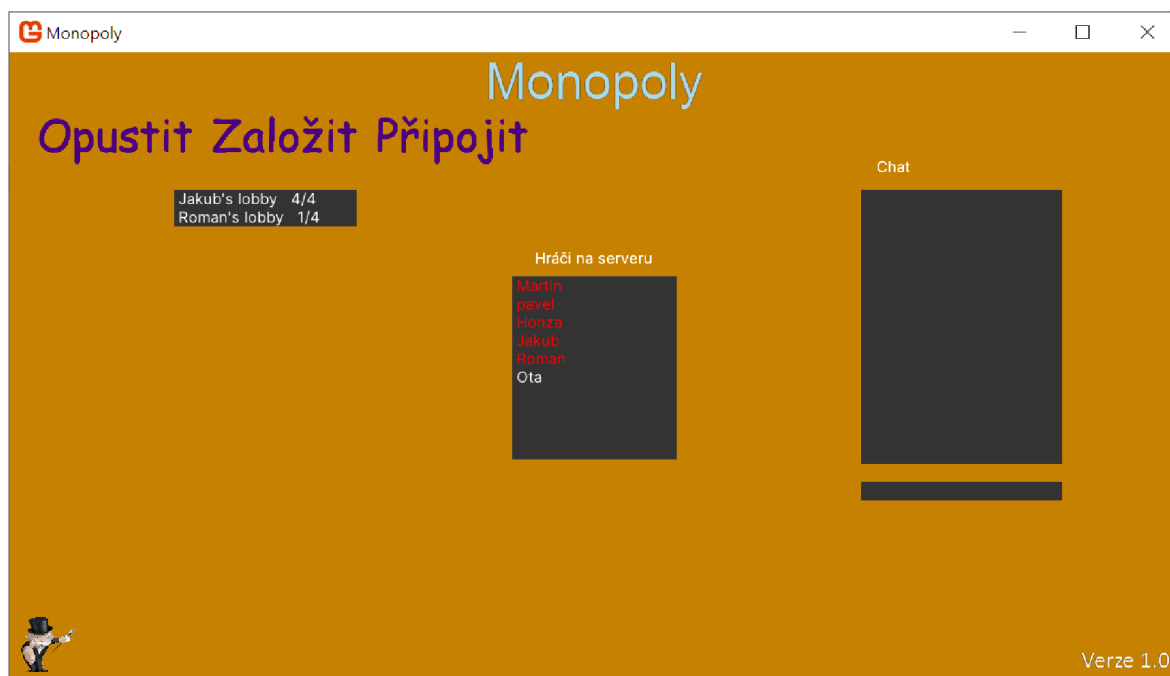 Monopoly
Monopoly
Opustit Založit Připojit
Chat
Jakub's lobby 4/4
Roman's lobby 1/4
Hráči na serveru
Martin
pavel
Honza
Jakub
Roman
Ota
Verze 1.0